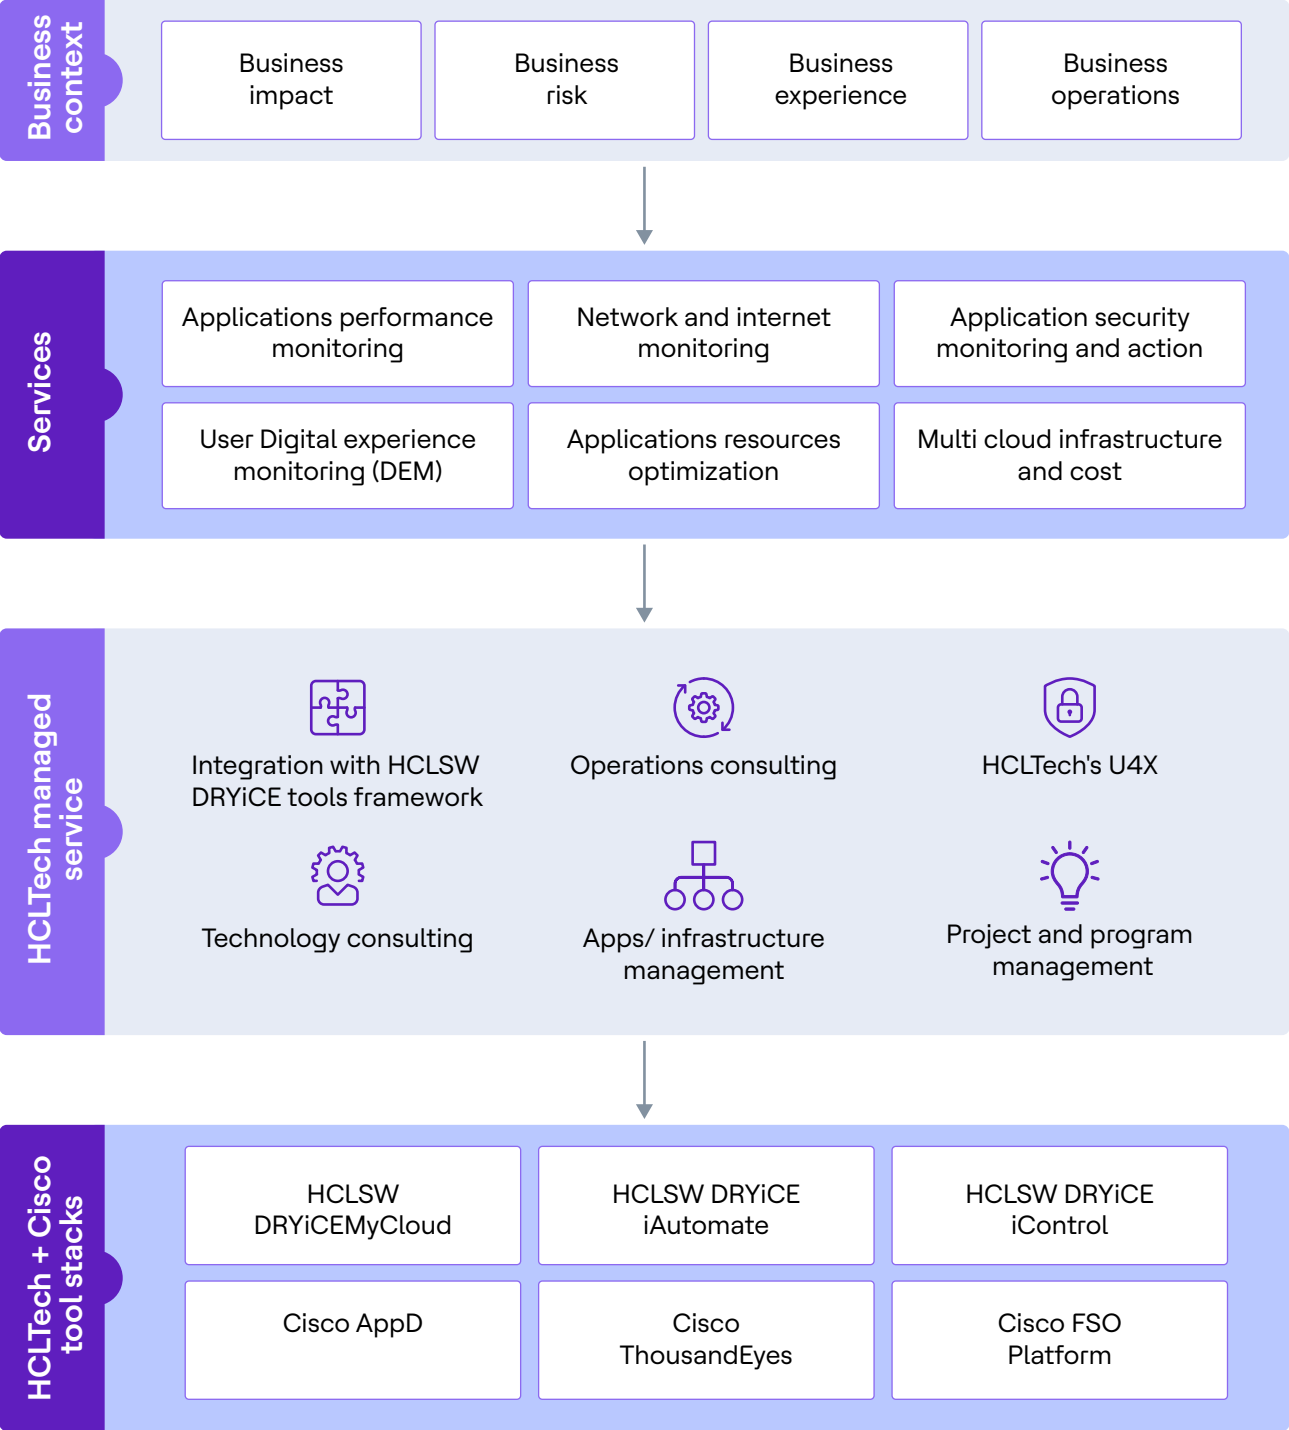 Business
context
Business
impact
Business
risk
Business
experience
Business
operations
Services
Applications performance
monitoring
Network and internet
monitoring
Application security
monitoring and action
User Digital experience
monitoring (DEM)
Applications resources
optimization
Multi cloud infrastructure
and cost
HCLTech managed
service
Integration with HCLSW
DRYiCE tools framework
Operations consulting
HCLTech's U4X
Technology consulting
Apps/ infrastructure
management
Project and program
management
HCLTech + Cisco
tool stacks
HCLSW
DRYiCEMyCloud
HCLSW DRYiCE
iAutomate
HCLSW DRYiCE
iControl
Cisco AppD
Cisco
ThousandEyes
Cisco FSO
Platform